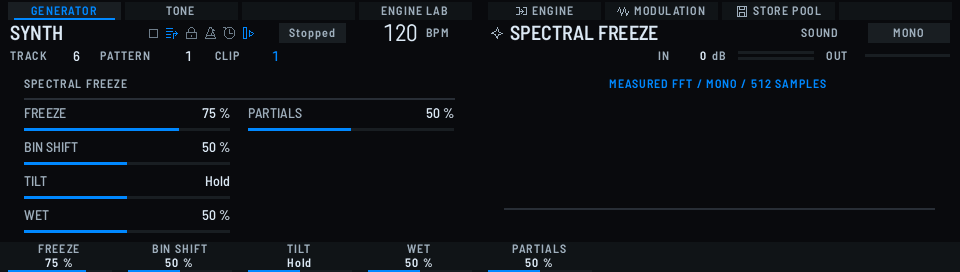 GENERATOR TONE ENGINE LAB ENGINE MODULATION STORE POOL
SYNTH Stopped 120 BPM SPECTRAL FREEZE SOUND MONO
TRACK 6 PATTERN 1 CLIP 1 IN 0 dB OUT
SPECTRAL FREEZE MEASURED FFT / MONO / 512 SAMPLES
FREEZE 75 % PARTIALS 50 %
BIN SHIFT 50 %
TILT Hold
WET 50 %
FREEZE BIN SHIFT TILT WET PARTIALS
75 % 50 % Hold 50 % 50 %